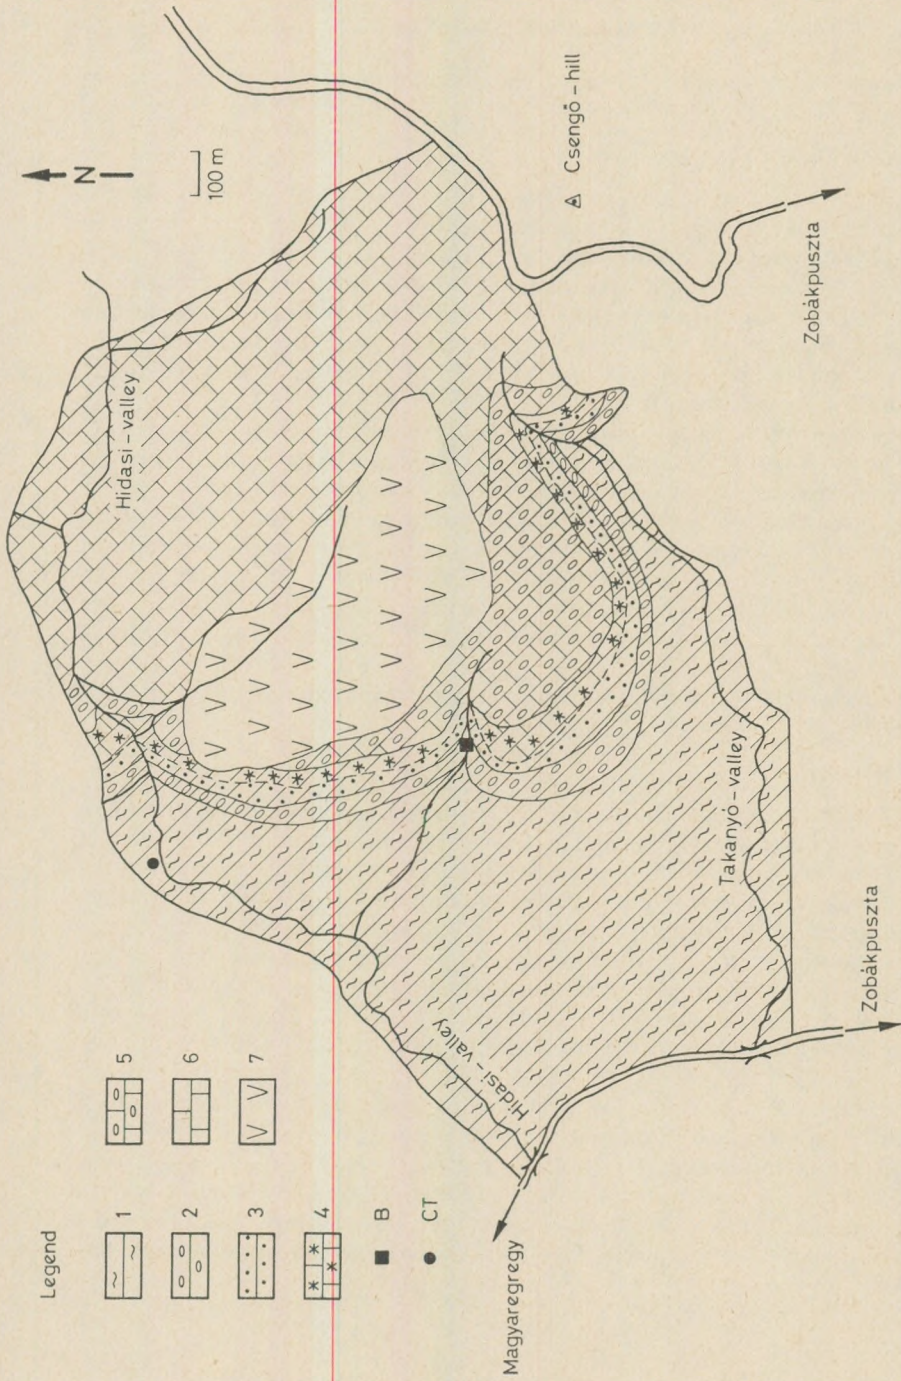 N
100 m
Csengő – hill
Zobákpuszta
Hidasi – valley
Takanyó – valley
Hidasi – valley
Zobákpuszta
Magyaregregy
Legend
1
2
3
4
B
CT
5
6
7